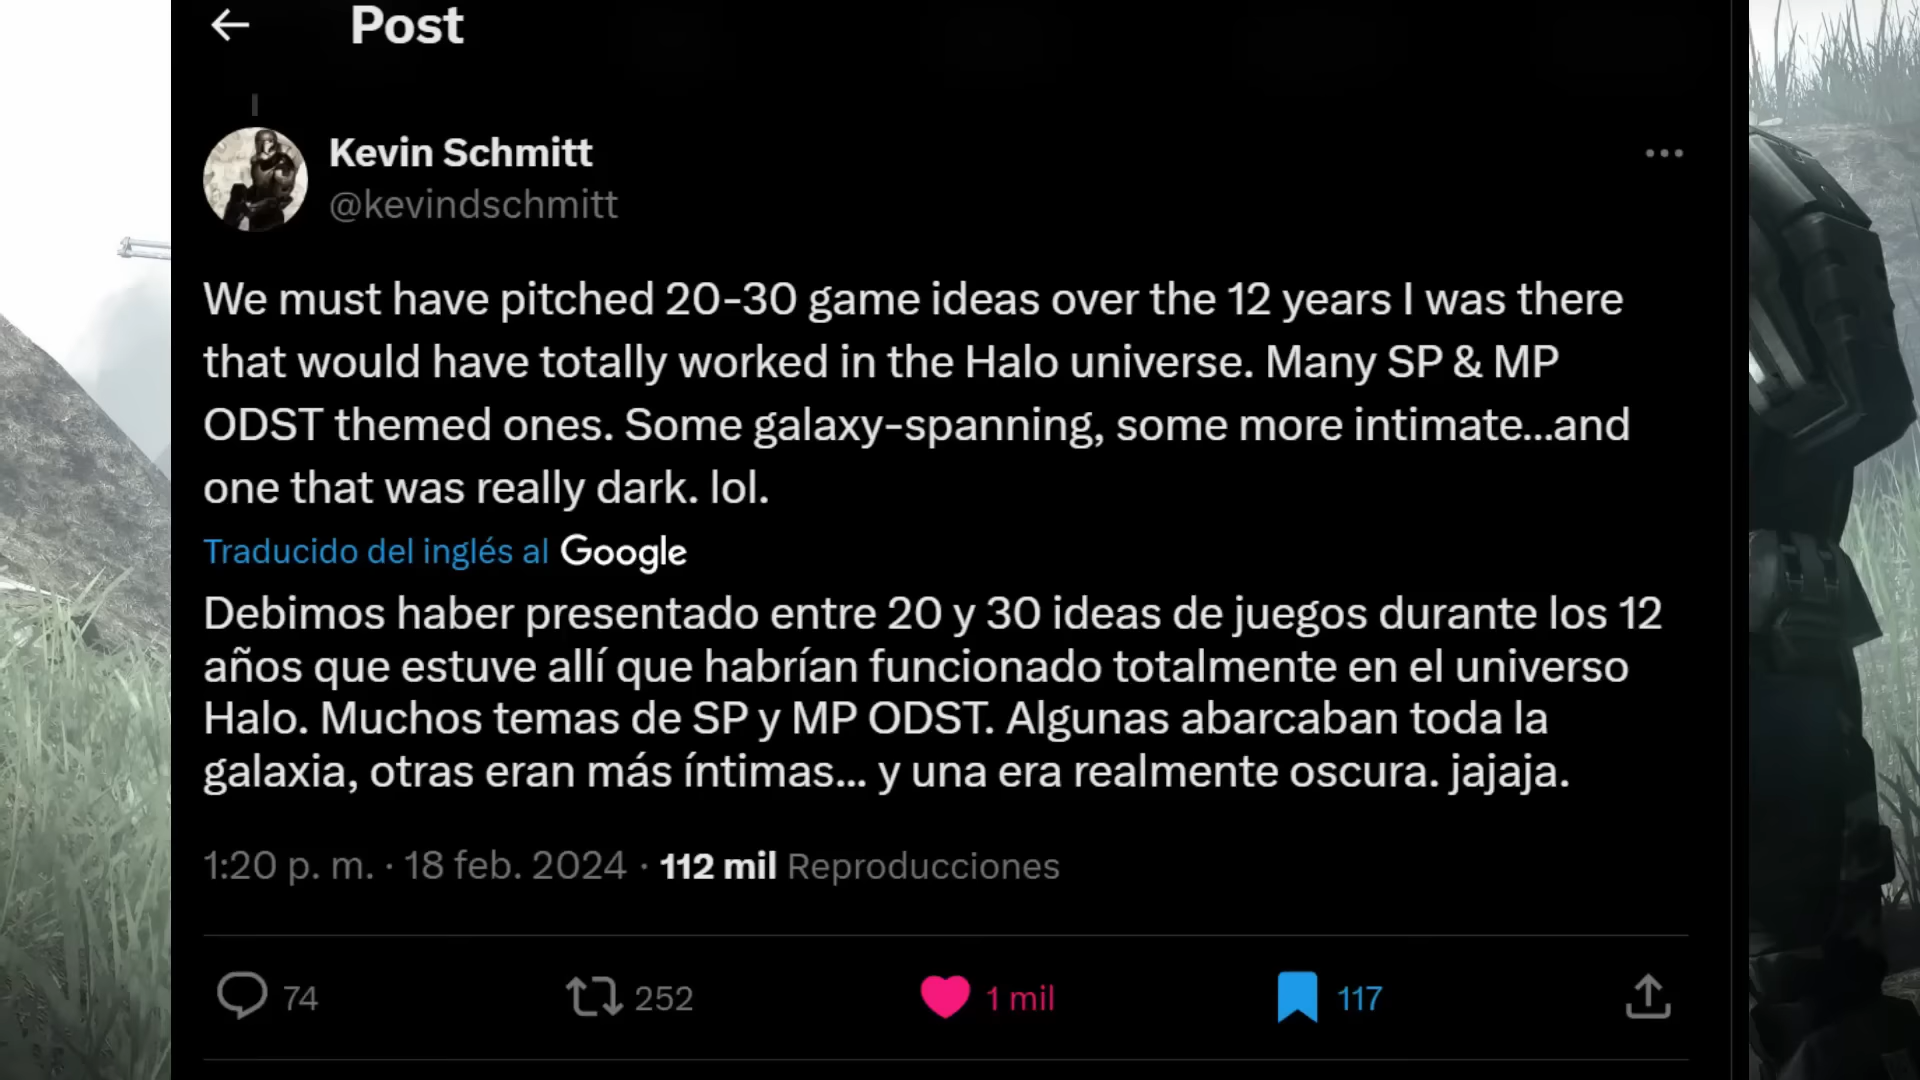 Post
Kevin Schmitt
@kevindschmitt
We must have pitched 20-30 game ideas over the 12 years I was there
that would have totally worked in the Halo universe. Many SP & MP
ODST themed ones. Some galaxy-spanning, some more intimate...and
one that was really dark. lol.
Traducido del inglés al Google
Debimos haber presentado entre 20 y 30 ideas de juegos durante los 12
años que estuve allí que habrían funcionado totalmente en el universo
Halo. Muchos temas de SP y MP ODST. Algunas abarcaban toda la
galaxia, otras eran más íntimas... y una era realmente oscura. jajaja.
1:20 p. m. · 18 feb. 2024 · 112 mil Reproducciones
74 252 1 mil 117